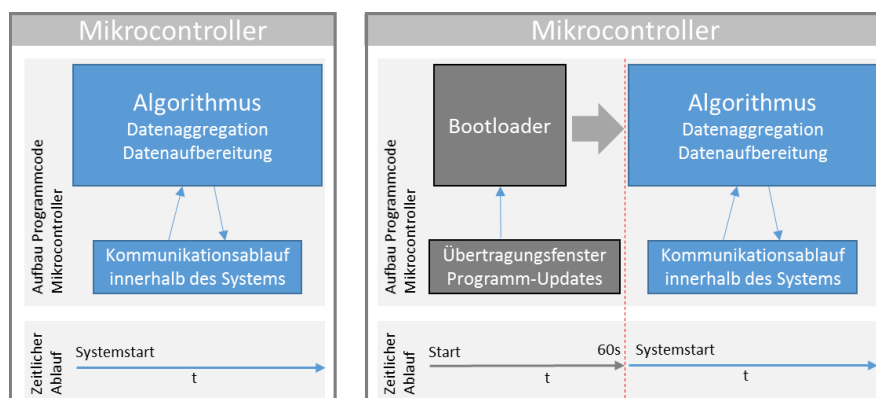 Mikrocontroller
Aufbau Programmcode
Mikrocontroller
Algorithmus
Datenaggregation
Datenaufbereitung
Kommunikationsablauf
innerhalb des Systems
Zeitlicher
Ablauf
Systemstart
t
Mikrocontroller
Aufbau Programmcode
Mikrocontroller
Bootloader
Übertragungsfenster
Programm-Updates
Algorithmus
Datenaggregation
Datenaufbereitung
Kommunikationsablauf
innerhalb des Systems
Zeitlicher
Ablauf
Start
60s
t
Systemstart
t